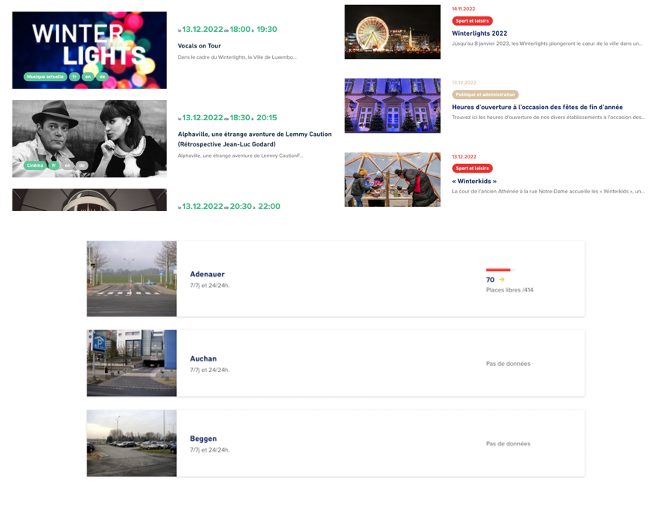 WINTER
LIGHTS
Musique actuelle fr en de
le 13.12.2022 de 18:00 à 19:30
Vocals on Tour
Dans le cadre du Winterlights, la Ville de Luxembo...
le 13.12.2022 de 18:30 à 20:15
Alphaville, une étrange aventure de Lemmy Caution
(Rétrospective Jean-Luc Godard)
Alphaville, une étrange aventure de Lemmy CautionF...
Cinéma fr en de
le 13.12.2022 de 20:30 à 22:00
14.11.2022
Sport et loisirs
Winterlights 2022
Jusqu'au 8 janvier 2023, les Winterlights plongeront le cœur de la ville dans un...
Politique et administration
Heures d'ouverture à l'occasion des fêtes de fin d'année
Trouvez ici les heures d'ouverture de nos divers établissements à l'occasion des...
13.12.2022
Sport et loisirs
« Winterkids »
La cour de l'ancien Athénée à la rue Notre-Dame accueille les « Winterkids », un...
Adenauer
7/7j et 24/24h.
70
Places libres /414
Auchan
7/7j et 24/24h.
Pas de données
Beggen
7/7j et 24/24h.
Pas de données